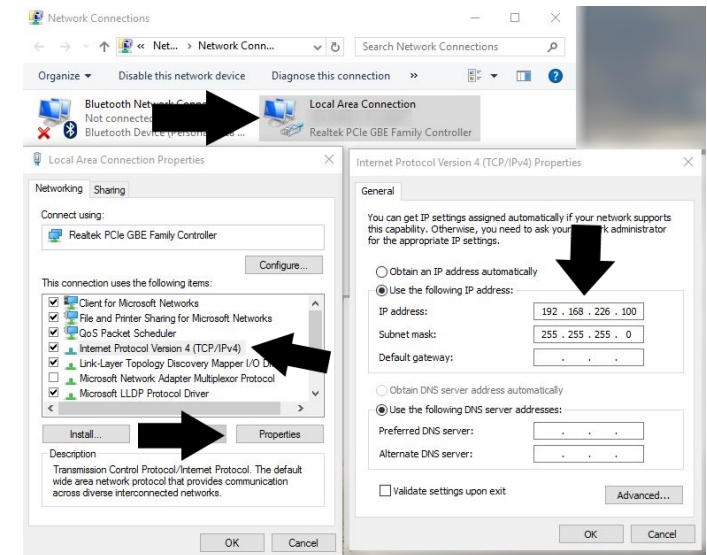 Network Connections
« Net... › Network Conn...
Search Network Connections
Organize
Disable this network device
Diagnose this connection
»
Bluetooth Network
Not connected
Bluetooth Device
Local Area Connection
Realtek PCIe GBE Family Controller
Local Area Connection Properties
Networking
Sharing
Connect using:
Realtek PCIe GBE Family Controller
Configure...
This connection uses the following items:
Client for Microsoft Networks
File and Printer Sharing for Microsoft Networks
QoS Packet Scheduler
Internet Protocol Version 4 (TCP/IPv4)
Link-Layer Topology Discovery Mapper I/O
Microsoft Network Adapter Multiplexor Protocol
Microsoft LLDP Protocol Driver
Install...
Properties
Description
Transmission Control Protocol/Internet Protocol. The default
wide area network protocol that provides communication
across diverse interconnected networks.
OK
Cancel
Internet Protocol Version 4 (TCP/IPv4) Properties
General
You can get IP settings assigned automatically if your network supports
this capability. Otherwise, you need to ask your administrator
for the appropriate IP settings.
Obtain an IP address automatically
Use the following IP address:
IP address:
192 . 168 . 226 . 100
Subnet mask:
255 . 255 . 255 . 0
Default gateway:
. . .
Obtain DNS server address automatically
Use the following DNS server addresses:
Preferred DNS server:
. . .
Alternate DNS server:
. . .
Validate settings upon exit
Advanced...
OK
Cancel